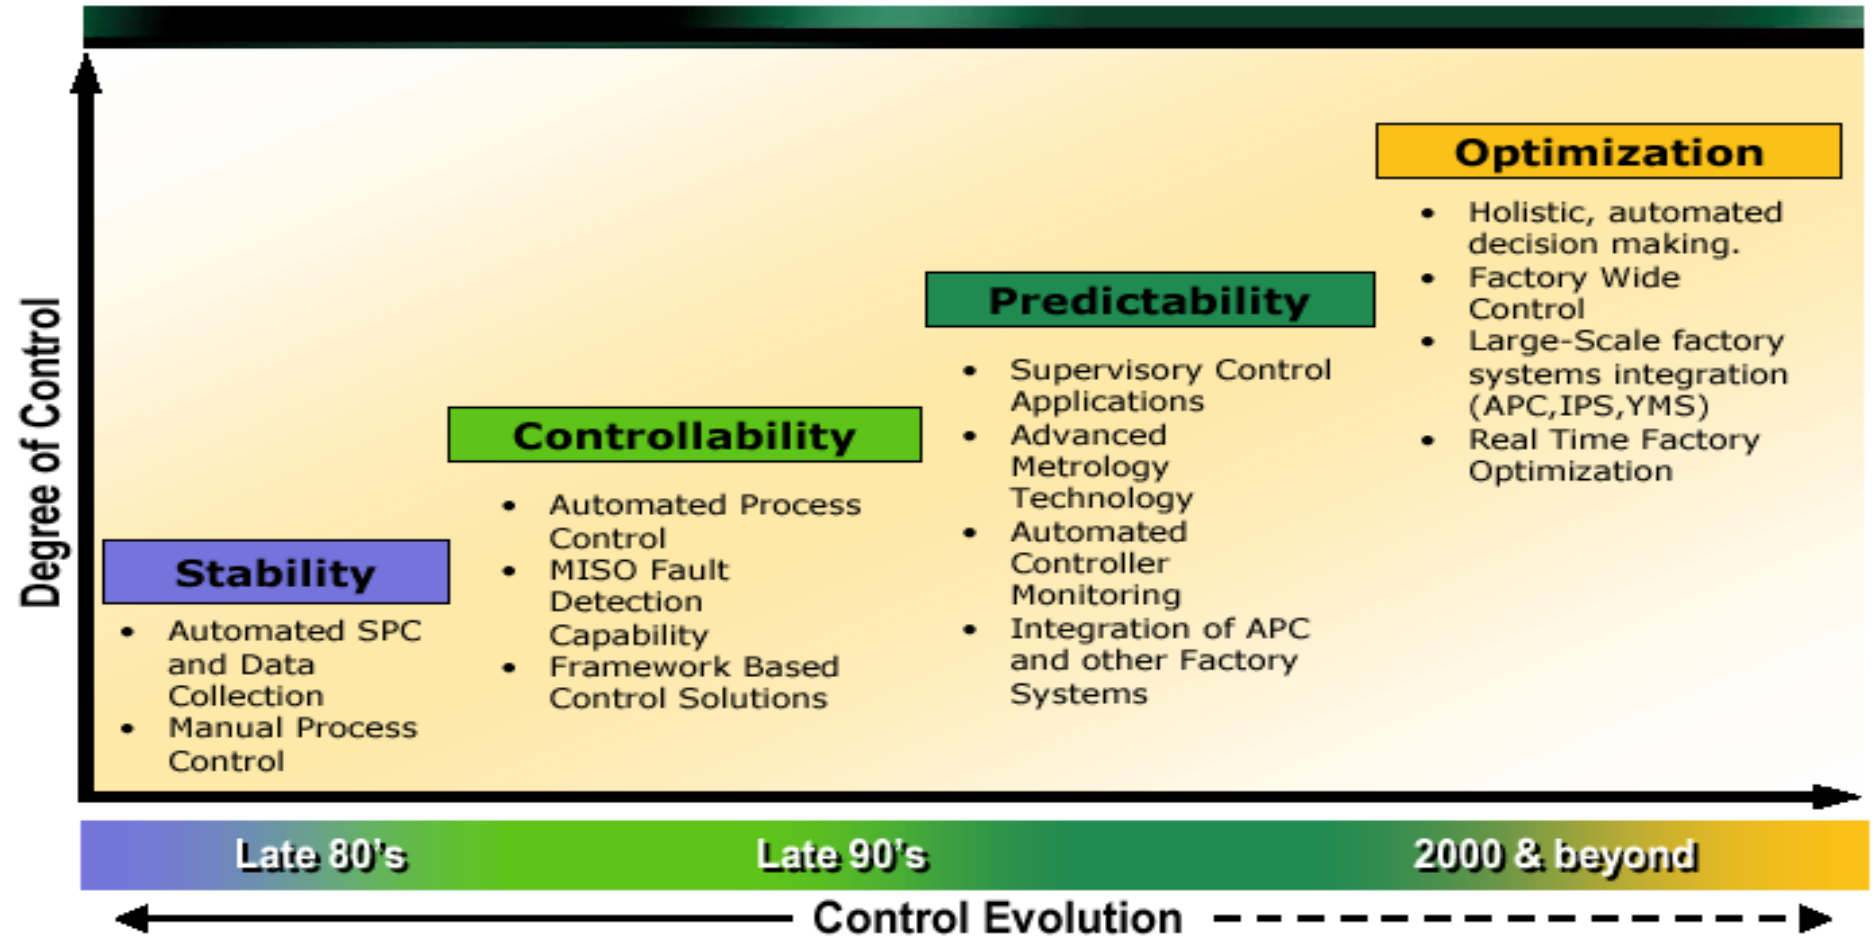 Degree of Control
Stability
• Automated SPC
and Data
Collection
• Manual Process
Control
Controllability
• Automated Process
Control
• MISO Fault
Detection
Capability
• Framework Based
Control Solutions
Predictability
• Supervisory Control
Applications
• Advanced
Metrology
Technology
• Automated
Controller
Monitoring
• Integration of APC
and other Factory
Systems
Optimization
• Holistic, automated
decision making.
• Factory Wide
Control
• Large-Scale factory
systems integration
(APC,IPS,YMS)
• Real Time Factory
Optimization
Late 80's
Late 90's
2000 & beyond
Control Evolution